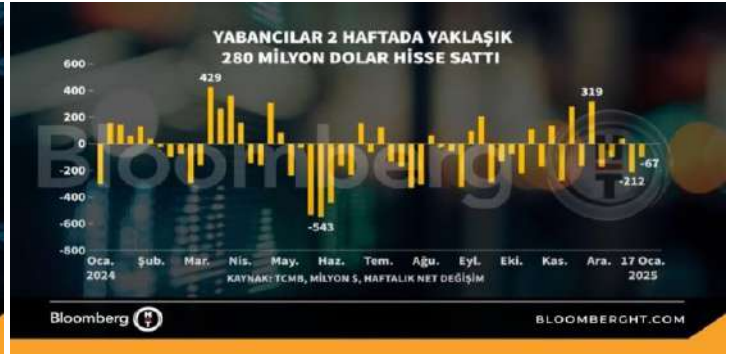 YABANCILAR 2 HAFTADA YAKLAŞIK
280 MİLYON DOLAR HİSSE SATTI
600
400
200
0
-200
-400
-600
-800
429
-543
319
-212
-67
Bloomberg HT
Oca. Şub. Mar. Nis. May. Haz. Tem. Ağu. Eyl. Eki. Kas. Ara. 17 Oca.
2024 2025
KAYNAK: TCMB, MİLYON $, HAFTALIK NET DEĞİŞİM
Bloomberg HT
BLOOMBERGHT.COM